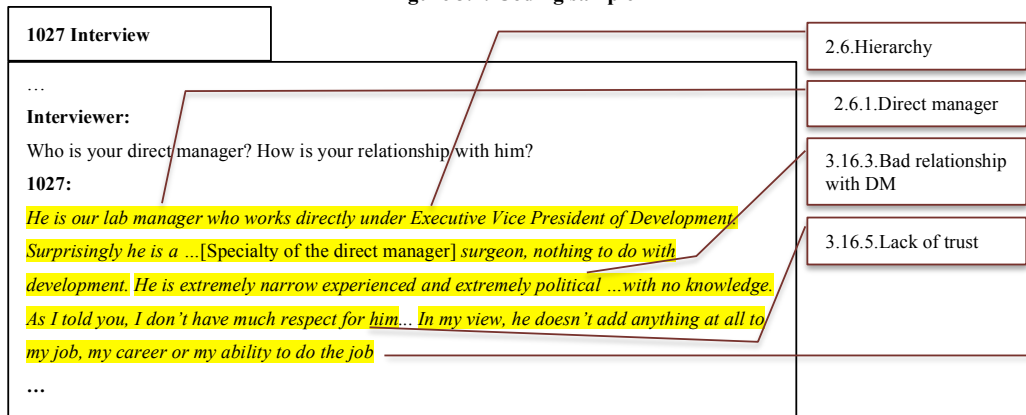 1027 Interview
2.6.Hierarchy
2.6.1.Direct manager
3.16.3.Bad relationship
with DM
3.16.5.Lack of trust
…
Interviewer:
Who is your direct manager? How is your relationship with him?
1027:
He is our lab manager who works directly under Executive Vice President of Development.
Surprisingly he is a …[Specialty of the direct manager] surgeon, nothing to do with
development. He is extremely narrow experienced and extremely political …with no knowledge.
As I told you, I don’t have much respect for him... In my view, he doesn’t add anything at all to
my job, my career or my ability to do the job
…